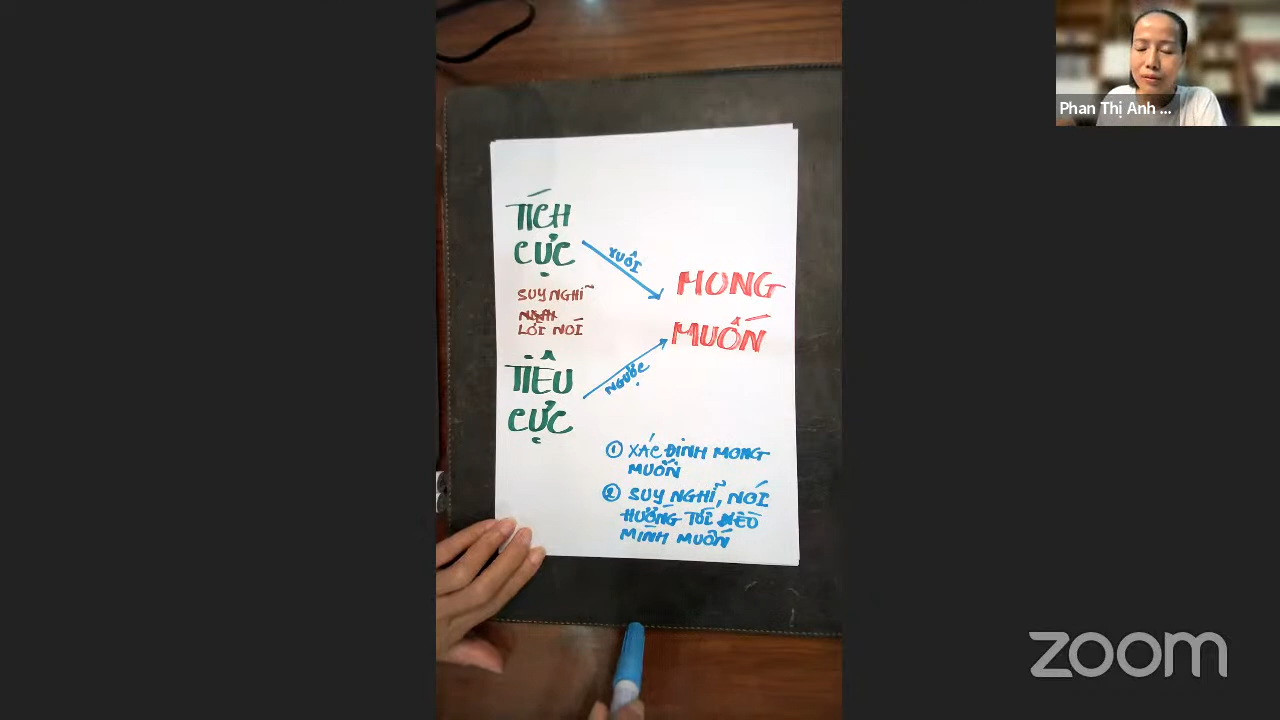 Phan Thị Anh ...
TÍCH
CỰC
XUÔI
MONG
MUỐN
SUY NGHĨ
LỜI NÓI
TIÊU
CỰC
NGƯỢC
① XÁC ĐỊNH MONG
MUỐN
② SUY NGHĨ, NÓI
HƯỚNG TỚI
MÌNH MUỐN
zoom